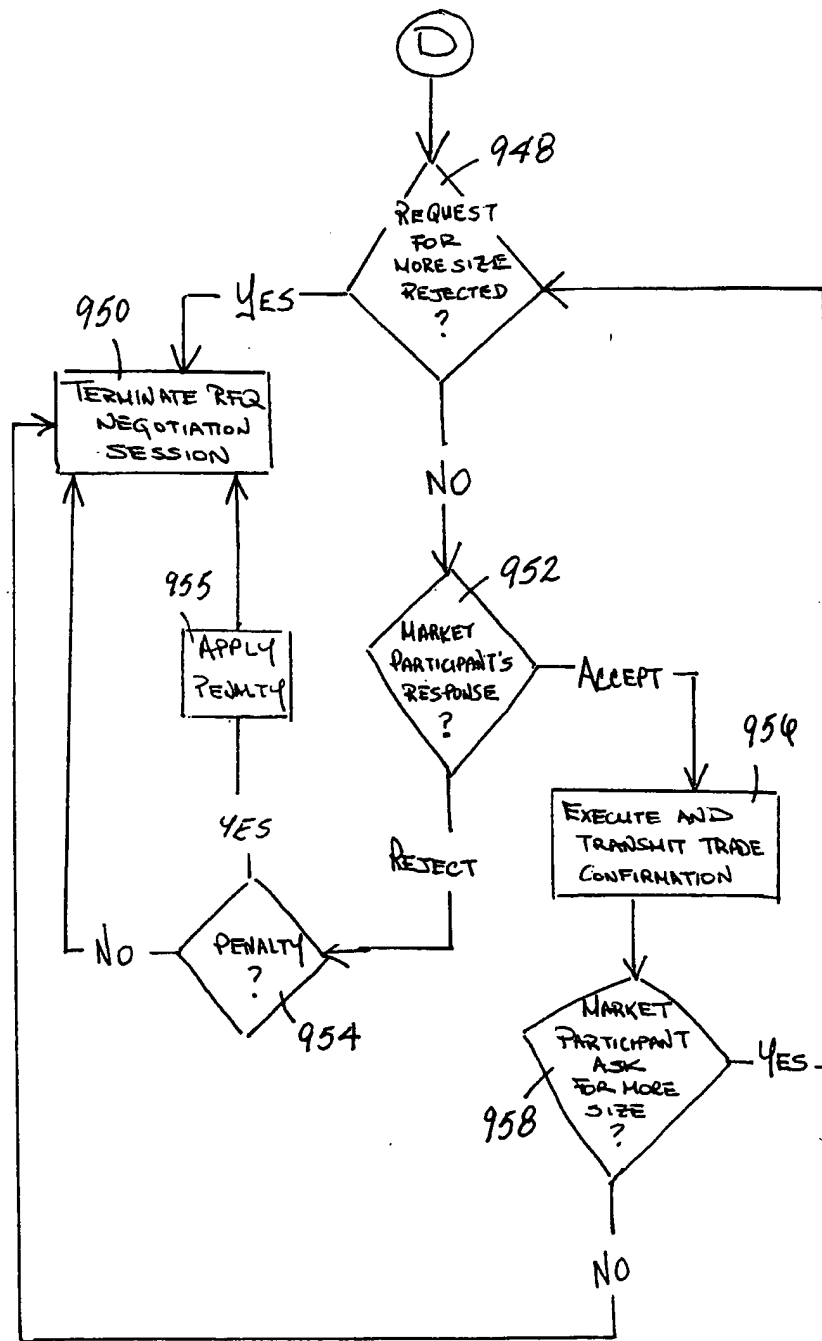 D
948
REQUEST
FOR
MORE SIZE
REJECTED
?
YES
950
TERMINATE RFQ
NEGOTIATION
SESSION
NO
952
MARKET
PARTICIPANT'S
RESPONSE
?
ACCEPT
955
APPLY
PENALTY
956
EXECUTE AND
TRANSMIT TRADE
CONFIRMATION
YES
REJECT
NO
PENALTY
?
954
MARKET
PARTICIPANT
ASK
FOR MORE
SIZE
?
YES
958
NO